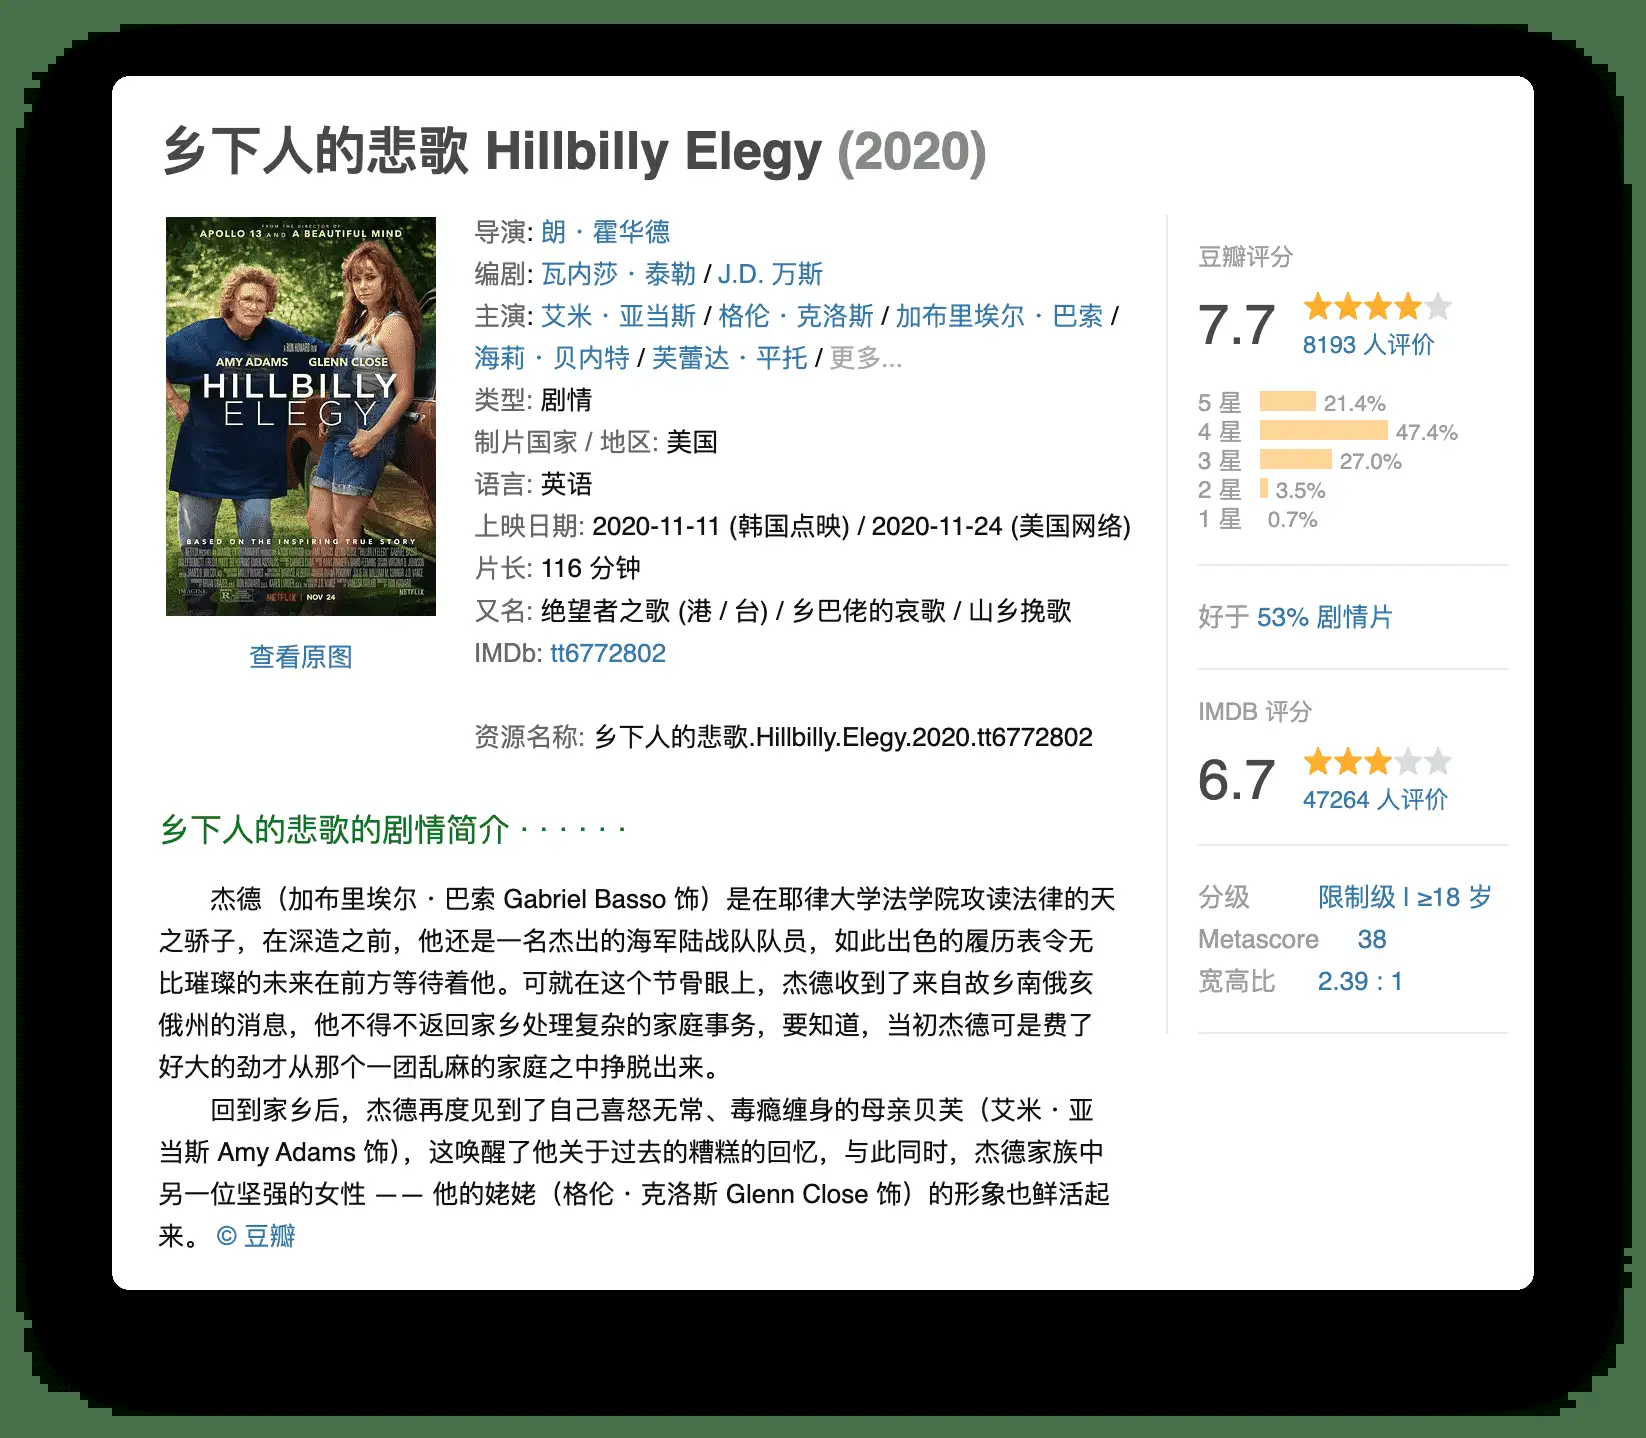 乡下人的悲歌 Hillbilly Elegy (2020)
FROM THE DIRECTOR OF
APOLLO 13 AND A BEAUTIFUL MIND
A RON HOWARD FILM
AMY ADAMS GLENN CLOSE
HILLBILLY
ELEGY
BASED ON THE INSPIRING TRUE STORY
IMAGINE
R
NETFLIX | NOV 24
NETFLIX
查看原图
导演: 朗 · 霍华德
编剧: 瓦内莎 · 泰勒 / J.D. 万斯
主演: 艾米 · 亚当斯 / 格伦 · 克洛斯 / 加布里埃尔 · 巴索 /
海莉 · 贝内特 / 芙蕾达 · 平托 / 更多...
类型: 剧情
制片国家 / 地区: 美国
语言: 英语
上映日期: 2020-11-11 (韩国点映) / 2020-11-24 (美国网络)
片长: 116 分钟
又名: 绝望者之歌 (港 / 台) / 乡巴佬的哀歌 / 山乡挽歌
IMDb: tt6772802
资源名称: 乡下人的悲歌.Hillbilly.Elegy.2020.tt6772802
豆瓣评分
7.7
8193 人评价
5 星 21.4%
4 星 47.4%
3 星 27.0%
2 星 3.5%
1 星 0.7%
好于 53% 剧情片
IMDB 评分
6.7
47264 人评价
分级 限制级 | ≥18 岁
Metascore 38
宽高比 2.39 : 1
乡下人的悲歌的剧情简介 · · · · · ·
杰德（加布里埃尔 · 巴索 Gabriel Basso 饰）是在耶律大学法学院攻读法律的天
之骄子，在深造之前，他还是一名杰出的海军陆战队队员，如此出色的履历表令无
比璀璨的未来在前方等待着他。可就在这个节骨眼上，杰德收到了来自故乡南俄亥
俄州的消息，他不得不返回家乡处理复杂的家庭事务，要知道，当初杰德可是费了
好大的劲才从那个一团乱麻的家庭之中挣脱出来。
回到家乡后，杰德再度见到了自己喜怒无常、毒瘾缠身的母亲贝芙（艾米 · 亚
当斯 Amy Adams 饰），这唤醒了他关于过去的糟糕的回忆，与此同时，杰德家族中
另一位坚强的女性 —— 他的姥姥（格伦 · 克洛斯 Glenn Close 饰）的形象也鲜活起
来。 © 豆瓣